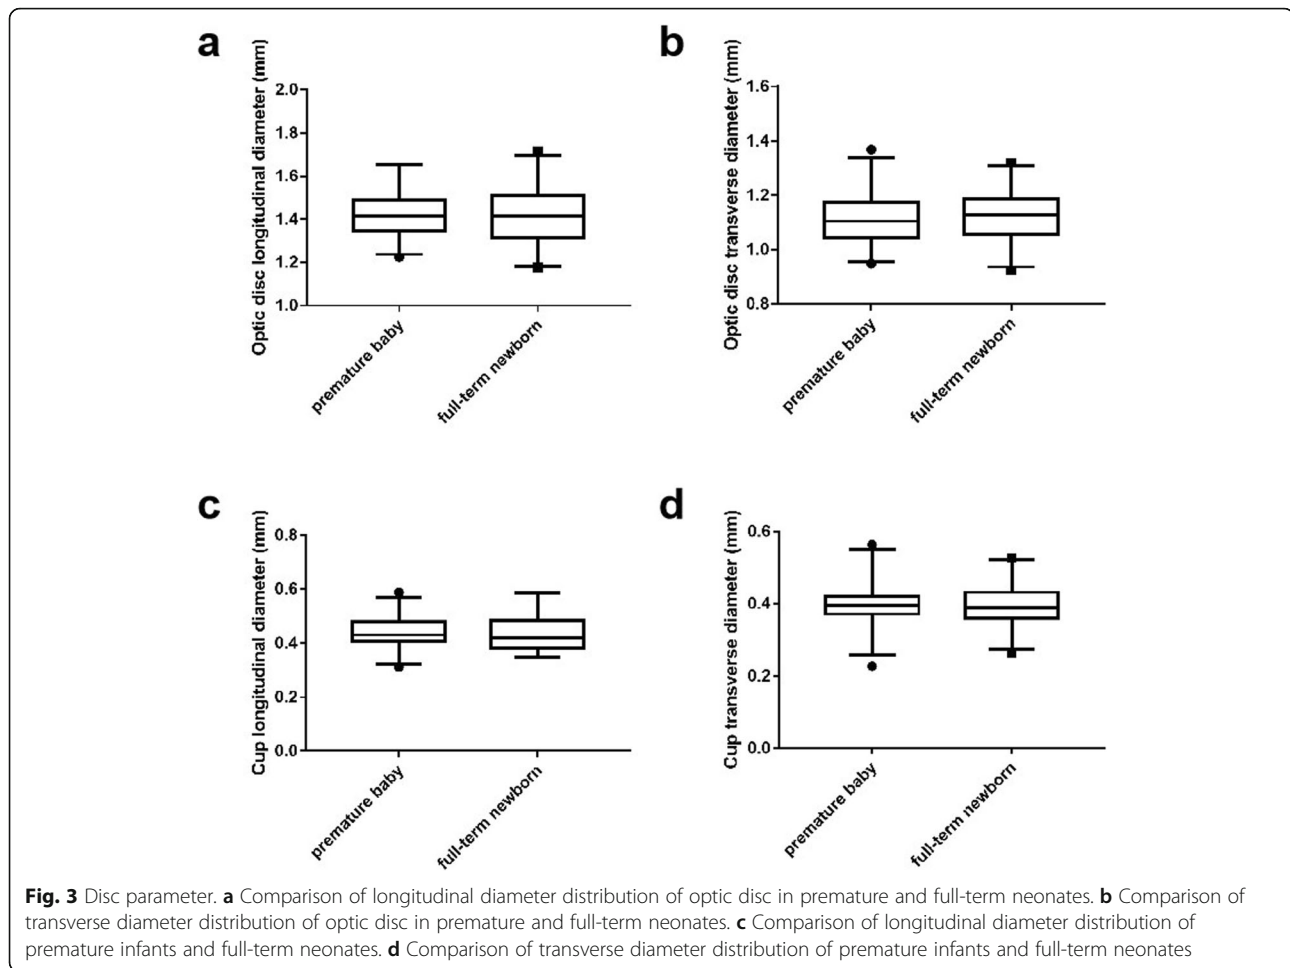 a
Optic disc longitudinal diameter (mm)
2.0
1.8
1.6
1.4
1.2
1.0
premature baby
full-term newborn
b
Optic disc transverse diameter (mm)
1.6
1.4
1.2
1.0
0.8
premature baby
full-term newborn
c
Cup longitudinal diameter (mm)
0.8
0.6
0.4
0.2
0.0
premature baby
full-term newborn
d
Cup transverse diameter (mm)
0.6
0.4
0.2
0.0
premature baby
full-term newborn
Fig. 3 Disc parameter. a Comparison of longitudinal diameter distribution of optic disc in premature and full-term neonates. b Comparison of
transverse diameter distribution of optic disc in premature and full-term neonates. c Comparison of longitudinal diameter distribution of
premature infants and full-term neonates. d Comparison of transverse diameter distribution of premature infants and full-term neonates